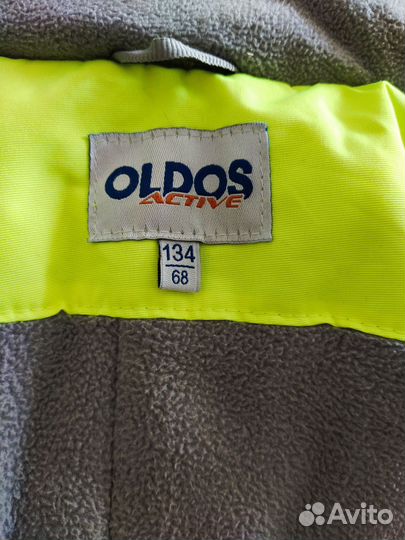 OLDOS
ACTIVE
134
68
Avito